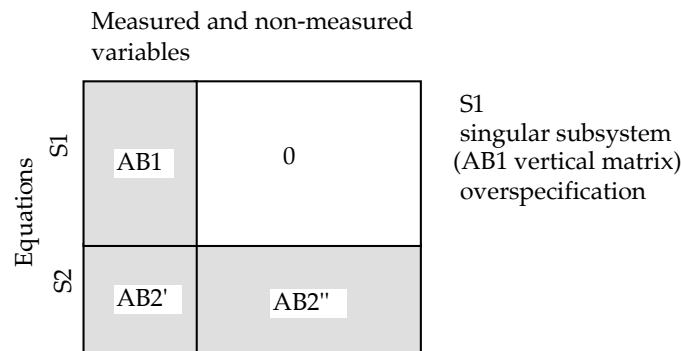 Measured and non-measured
variables
Equations
S1
AB1
0
S2
AB2'
AB2"
S1
singular subsystem
(AB1 vertical matrix)
overspecification